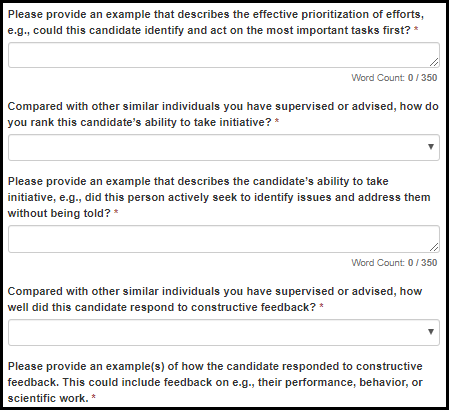 Please provide an example that describes the effective prioritization of efforts,
e.g., could this candidate identify and act on the most important tasks first? *
Word Count: 0 / 350
Compared with other similar individuals you have supervised or advised, how do
you rank this candidate's ability to take initiative? *
Please provide an example that describes the candidate's ability to take
initiative, e.g., did this person actively seek to identify issues and address them
without being told? *
Word Count: 0 / 350
Compared with other similar individuals you have supervised or advised, how
well did this candidate respond to constructive feedback? *
Please provide an example(s) of how the candidate responded to constructive
feedback. This could include feedback on e.g., their performance, behavior, or
scientific work. *